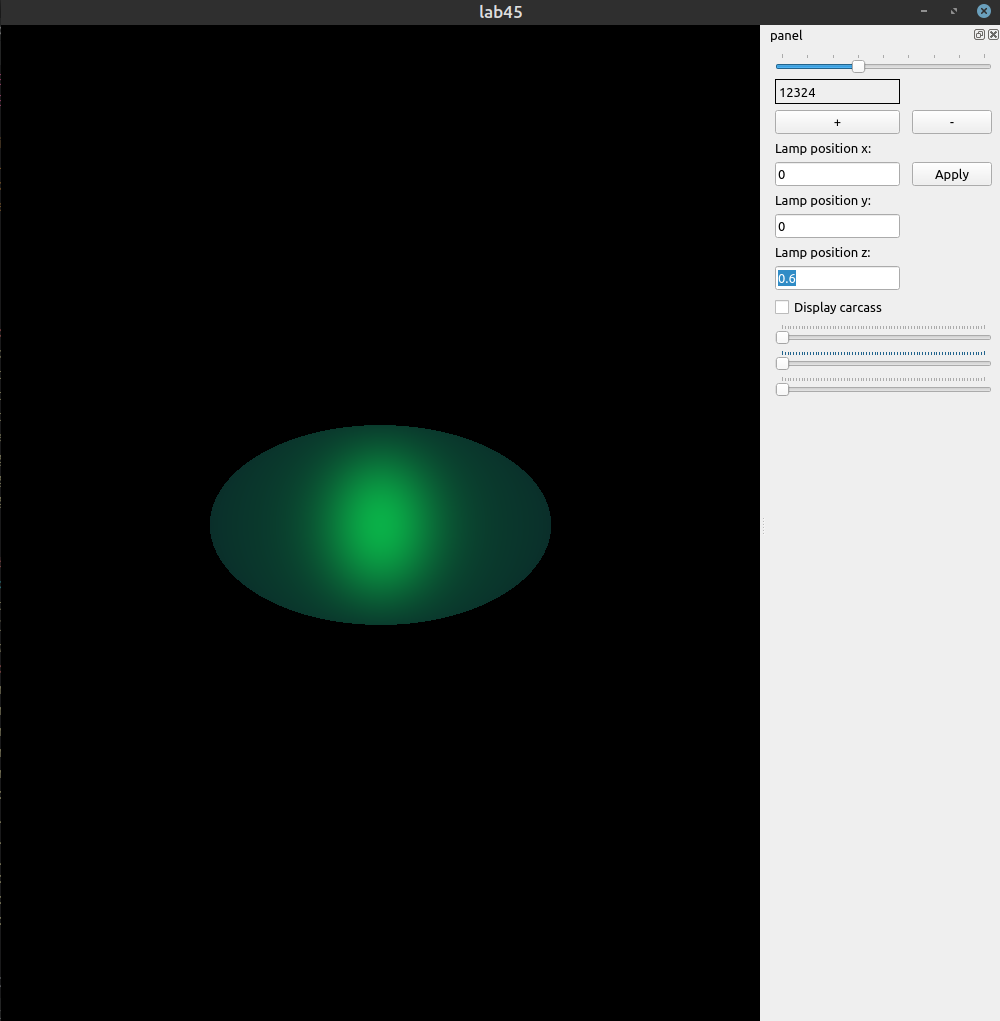 lab45
panel
12324
+ -
Lamp position x:
0 Apply
Lamp position y:
0
Lamp position z:
0.6
Display carcass